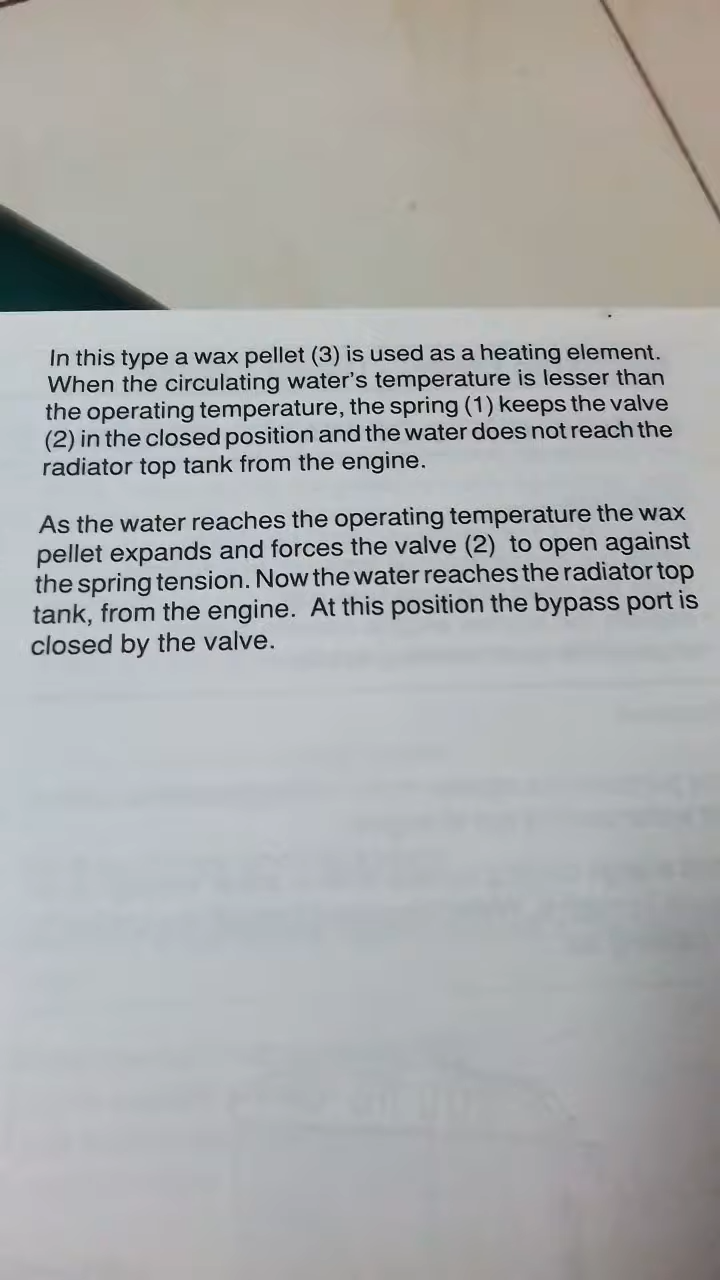 In this type a wax pellet (3) is used as a heating element.
When the circulating water's temperature is lesser than
the operating temperature, the spring (1) keeps the valve
(2) in the closed position and the water does not reach the
radiator top tank from the engine.
As the water reaches the operating temperature the wax
pellet expands and forces the valve (2)  to open against
the spring tension. Now the water reaches the radiator top
tank, from the engine.  At this position the bypass port is
closed by the valve.